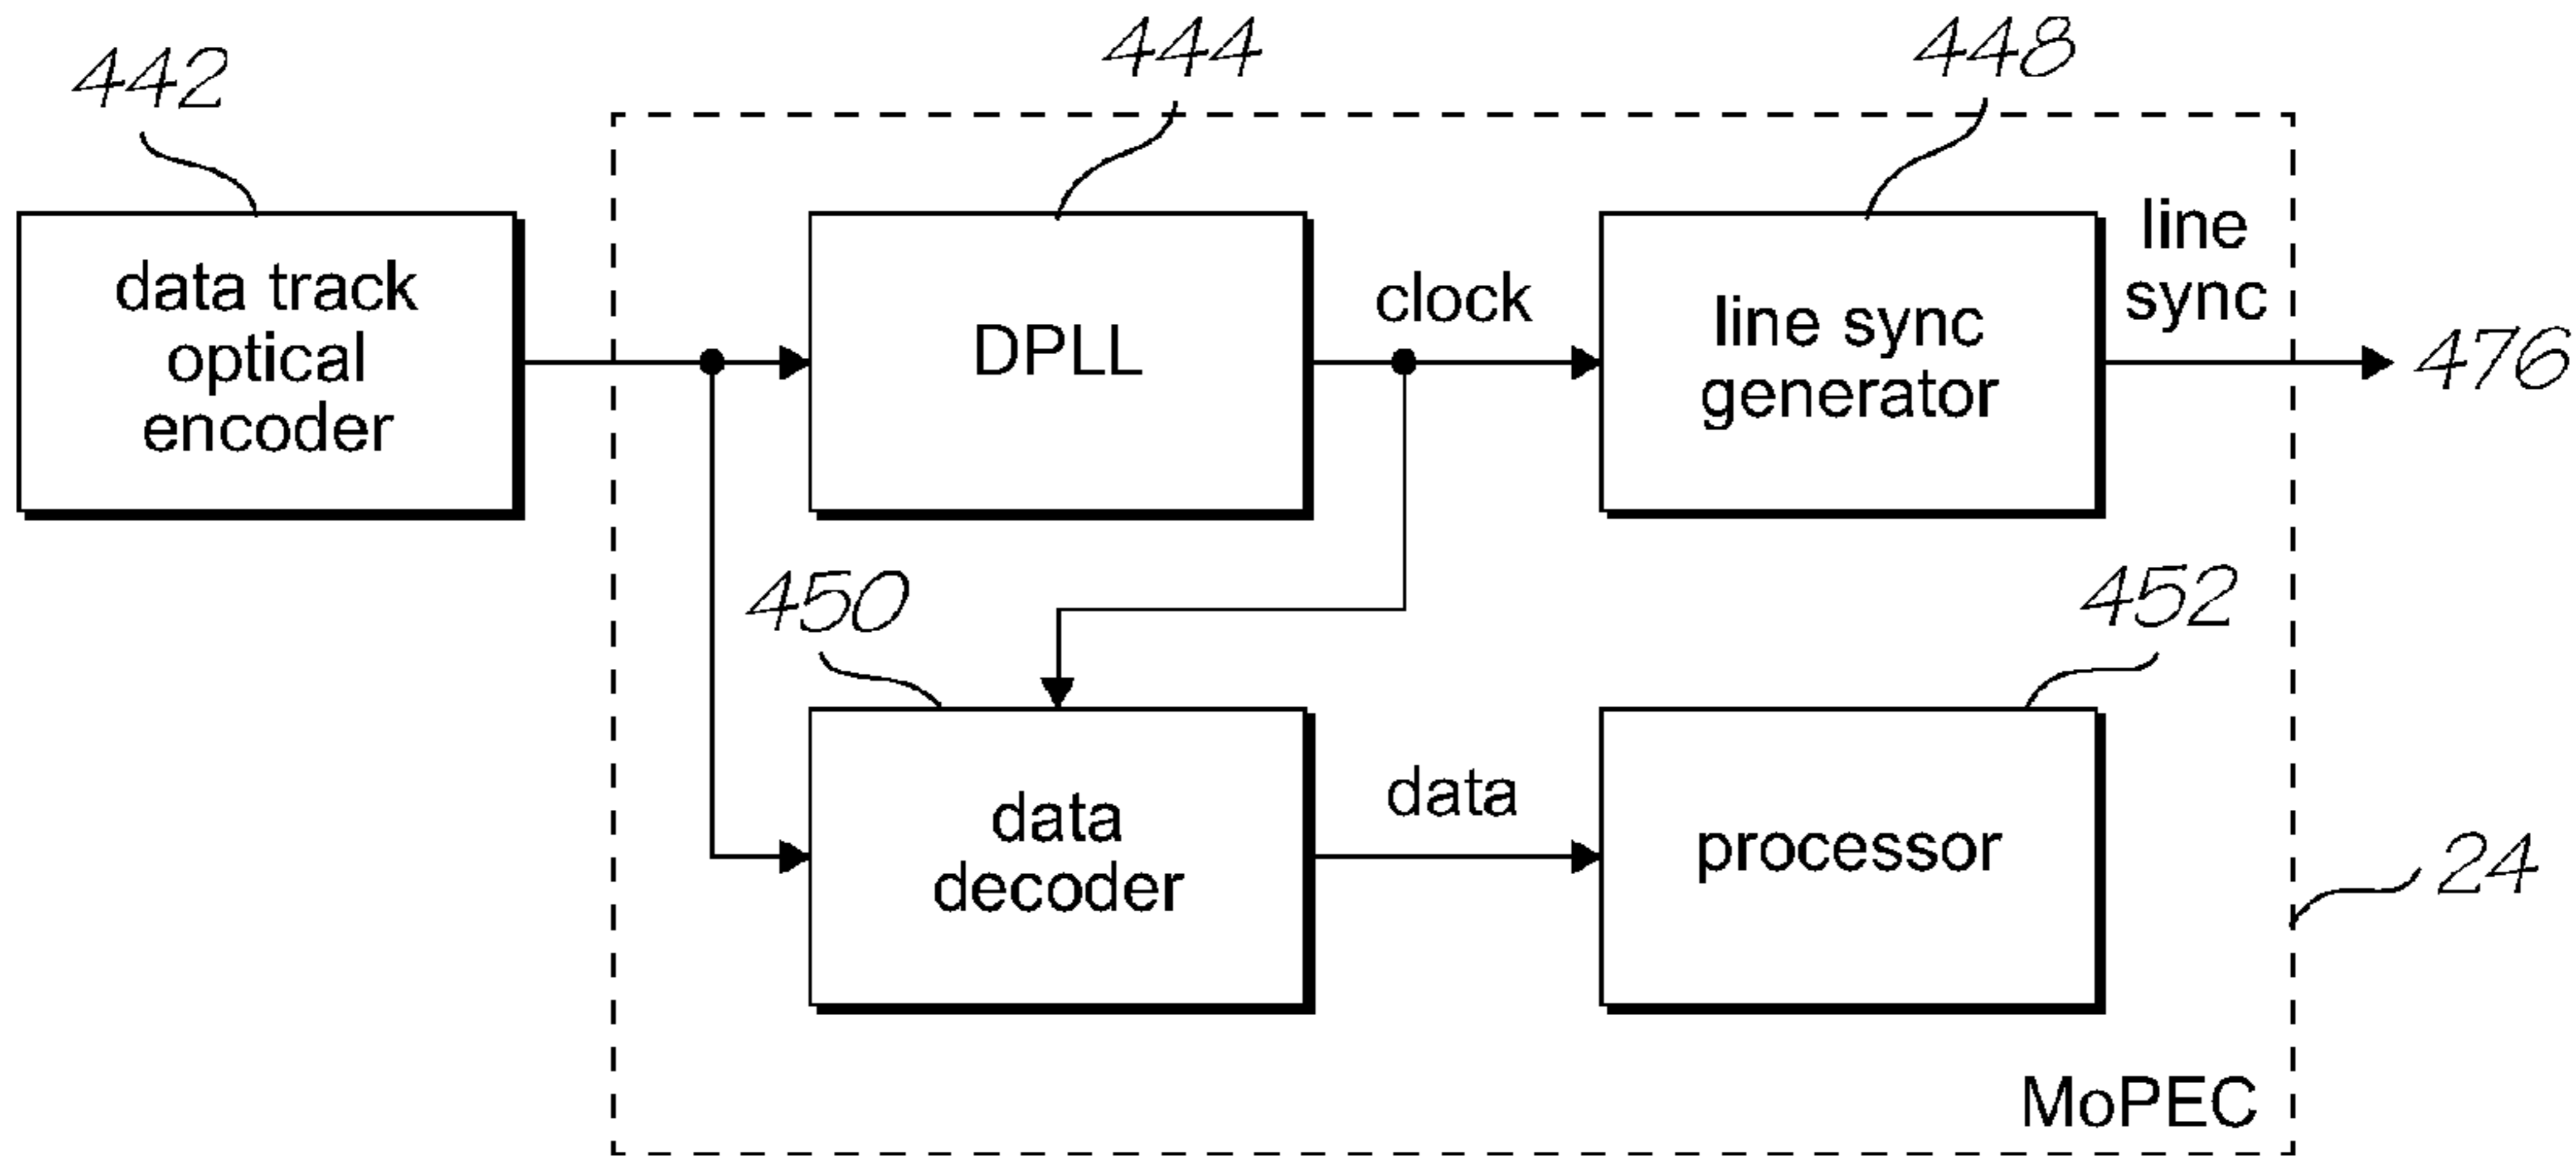 442
444
448
data track
optical
encoder
DPLL
clock
line sync
generator
line
sync
476
450
452
data
decoder
data
processor
24
MoPEC